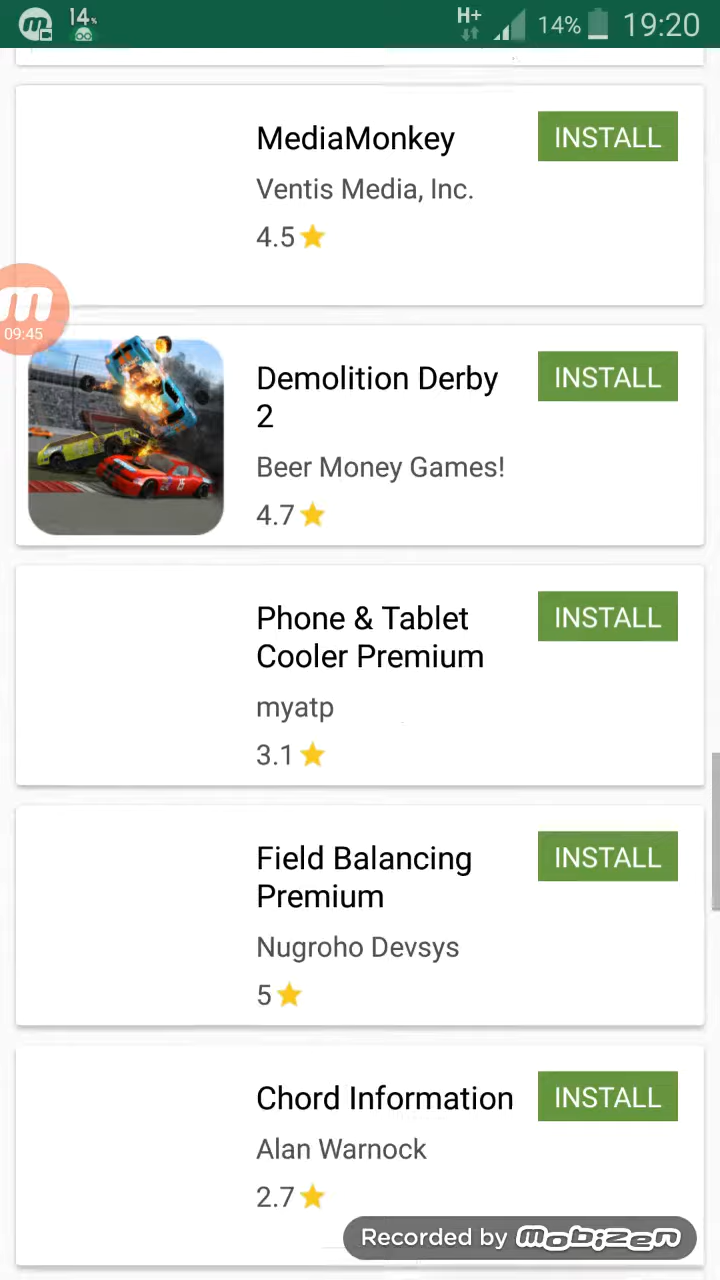 14%
H+ 14% 19:20
MediaMonkey INSTALL
Ventis Media, Inc.
4.5
m
09:45
Demolition Derby INSTALL
2
Beer Money Games!
4.7
Phone & Tablet INSTALL
Cooler Premium
myatp
3.1
Field Balancing INSTALL
Premium
Nugroho Devsys
5
Chord Information INSTALL
Alan Warnock
2.7
Recorded by mobizen